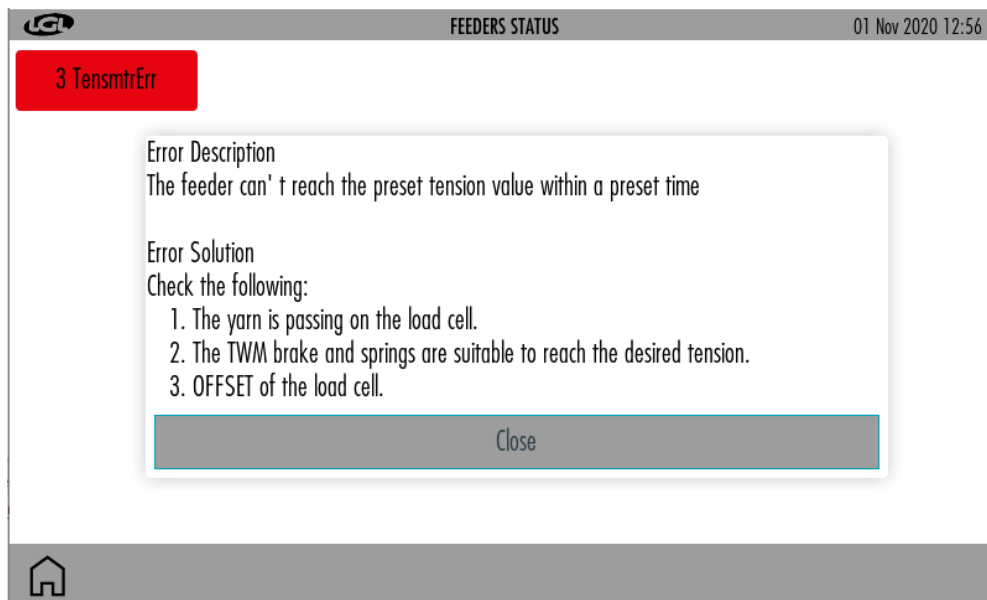 LGL
FEEDERS STATUS
01 Nov 2020 12:56
3 TensmtrErr
Error Description
The feeder can' t reach the preset tension value within a preset time
Error Solution
Check the following:
1. The yarn is passing on the load cell.
2. The TWM brake and springs are suitable to reach the desired tension.
3. OFFSET of the load cell.
Close